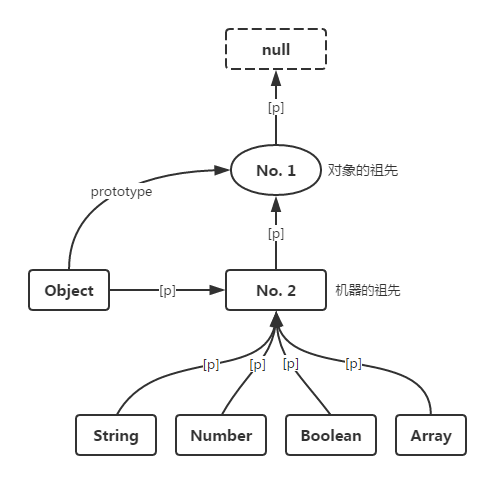 null
[p]
No. 1
对象的祖先
prototype
[p]
Object
[p]
No. 2
机器的祖先
[p]
[p]
[p]
[p]
String
Number
Boolean
Array